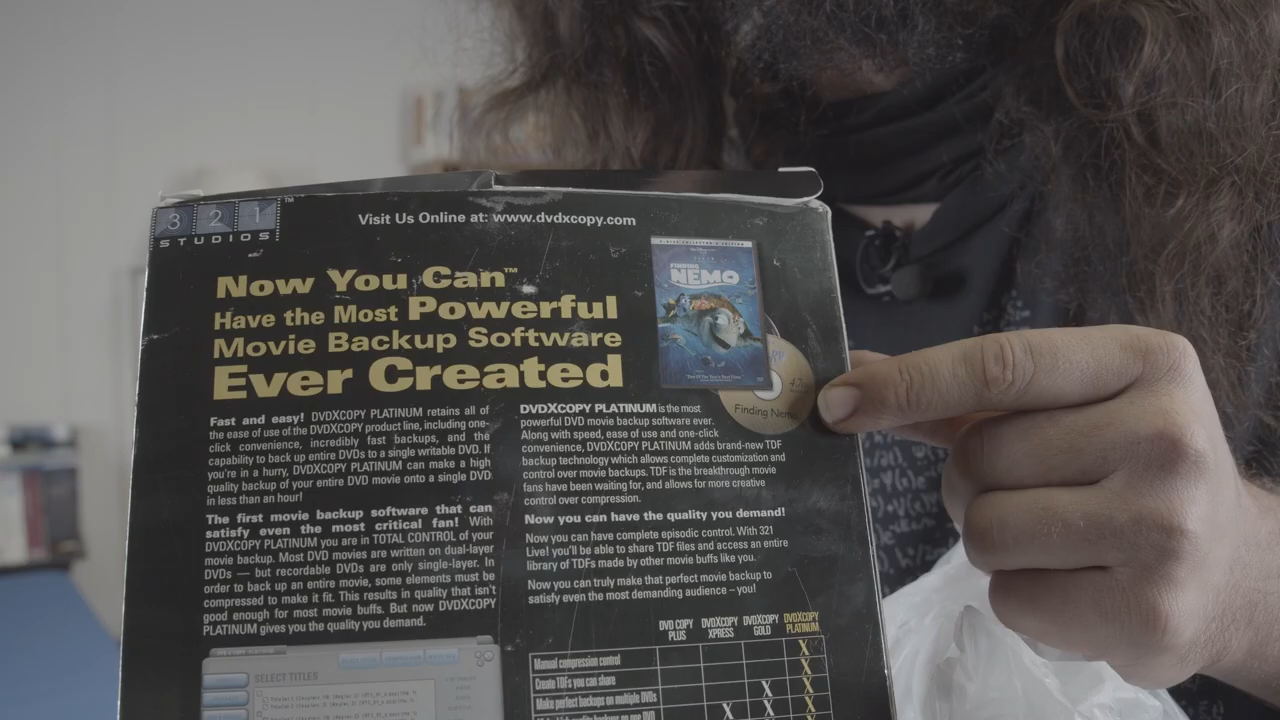 3 2 1 ™
STUDIOS
Visit Us Online at: www.dvdxcopy.com
Now You Can™
Have the Most Powerful
Movie Backup Software
Ever Created
2-DISC COLLECTOR'S EDITION
FINDING
NEMO
4.7
Finding Nemo
Fast and easy! DVDXCOPY PLATINUM retains all of
the ease of use of the DVDXCOPY product line, including one-
click convenience, incredibly fast backups, and the
capability to back up entire DVDs to a single writable DVD. If
you're in a hurry, DVDXCOPY PLATINUM can make a high
quality backup of your entire DVD movie onto a single DVD
in less than an hour!
The first movie backup software that can
satisfy even the most critical fan! With
DVDXCOPY PLATINUM you are in TOTAL CONTROL of your
movie backup. Most DVD movies are written on dual-layer
DVDs — but recordable DVDs are only single-layer. In
order to back up an entire movie, some elements must be
compressed to make it fit. This results in quality that isn't
good enough for most movie buffs. But now DVDXCOPY
PLATINUM gives you the quality you demand.
DVDXCOPY PLATINUM is the most
powerful DVD movie backup software ever.
Along with speed, ease of use and one-click
convenience, DVDXCOPY PLATINUM adds brand-new TDF
backup technology which allows complete customization and
control over movie backups. TDF is the breakthrough movie
fans have been waiting for, and allows for more creative
control over compression.
Now you can have the quality you demand!
Now you can have complete episodic control. With 321
Live! you'll be able to share TDF files and access an entire
library of TDFs made by other movie buffs like you.
Now you can truly make that perfect movie backup to
satisfy even the most demanding audience – you!
SELECT TITLES
DVD COPY PLUS DVDXCOPY XPRESS DVDXCOPY GOLD DVDXCOPY PLATINUM
Manual compression control X
Create TDFs you can share X
Make perfect backups on multiple DVDs X X
X X X